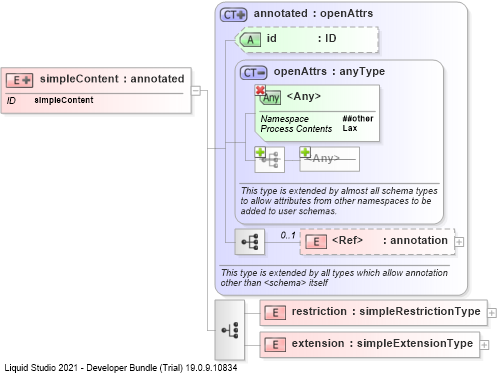 CT annotated : openAttrs
A id : ID
E simpleContent : annotated
ID simpleContent
CT openAttrs : anyType
Any <Any>
Namespace ##other
Process Contents Lax
<Any>
This type is extended by almost all schema types
to allow attributes from other namespaces to be
added to user schemas.
0..1
E <Ref> : annotation
This type is extended by all types which allow annotation
other than <schema> itself
E restriction : simpleRestrictionType
E extension : simpleExtensionType
Liquid Studio 2021 - Developer Bundle (Trial) 19.0.9.10834